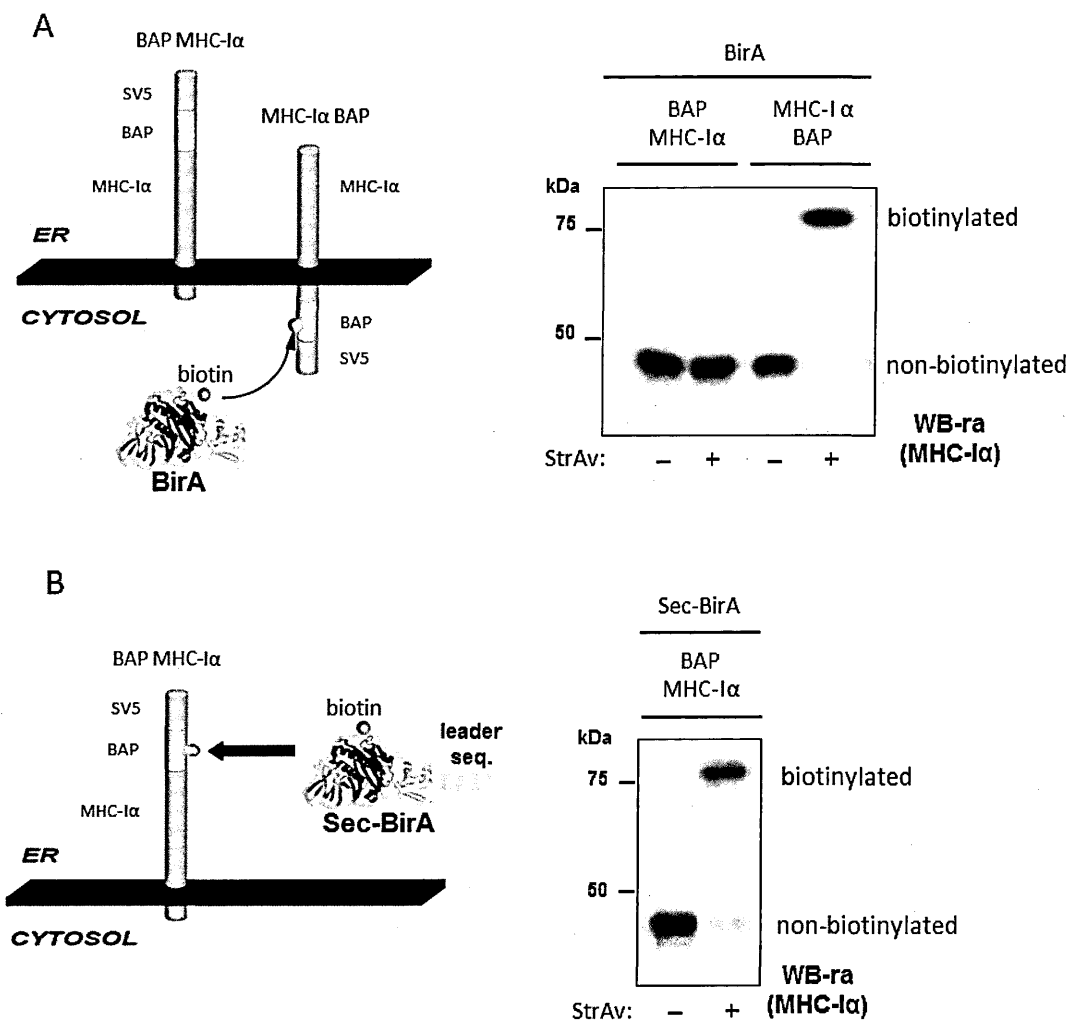 A
BAP MHC-Iα
SV5
BAP
MHC-Iα
MHC-Iα BAP
MHC-Iα
ER
CYTOSOL
BAP
SV5
biotin
BirA
BirA
BAP
MHC-Iα
MHC-I α
BAP
kDa
75
50
biotinylated
non-biotinylated
WB-ra
(MHC-Iα)
StrAv: – + – +
B
BAP MHC-Iα
SV5
BAP
MHC-Iα
biotin
leader
seq.
Sec-BirA
ER
CYTOSOL
Sec-BirA
BAP
MHC-Iα
kDa
75
50
biotinylated
non-biotinylated
WB-ra
(MHC-Iα)
StrAv: – +